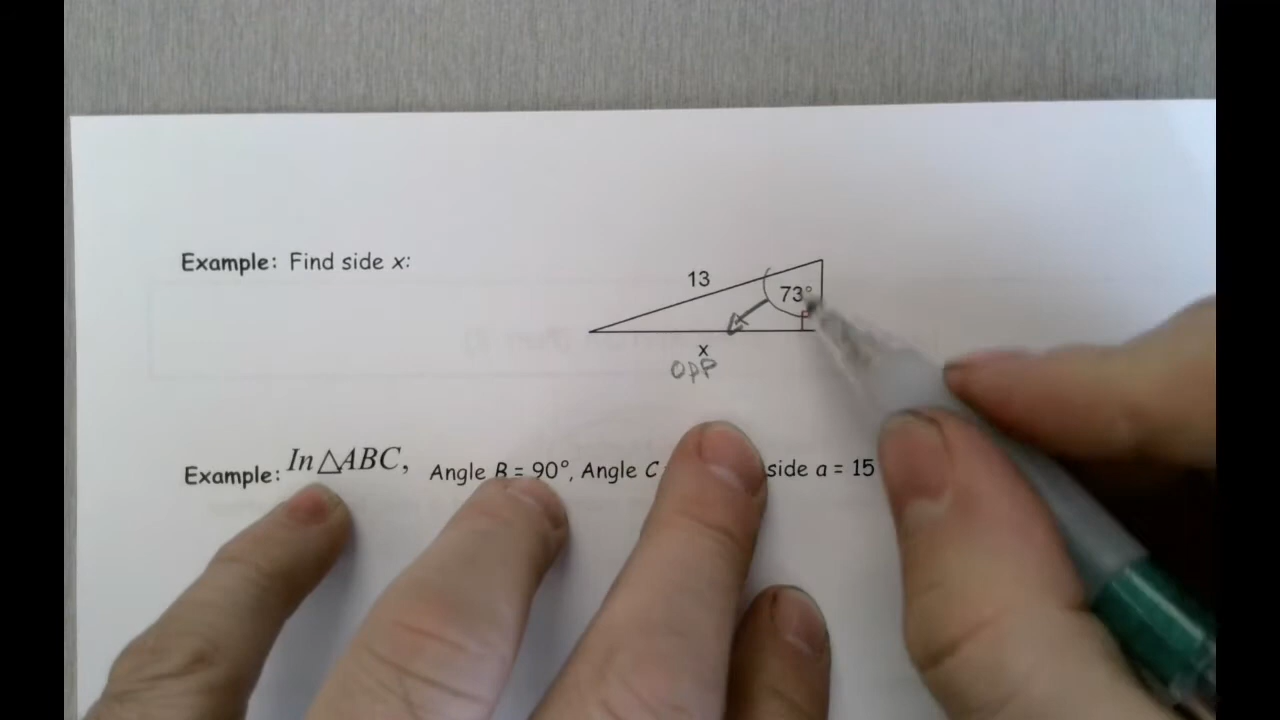 Example: Find side x:
13
73°
x
OPP
Example: In △ABC, Angle B = 90°, Angle C side a = 15